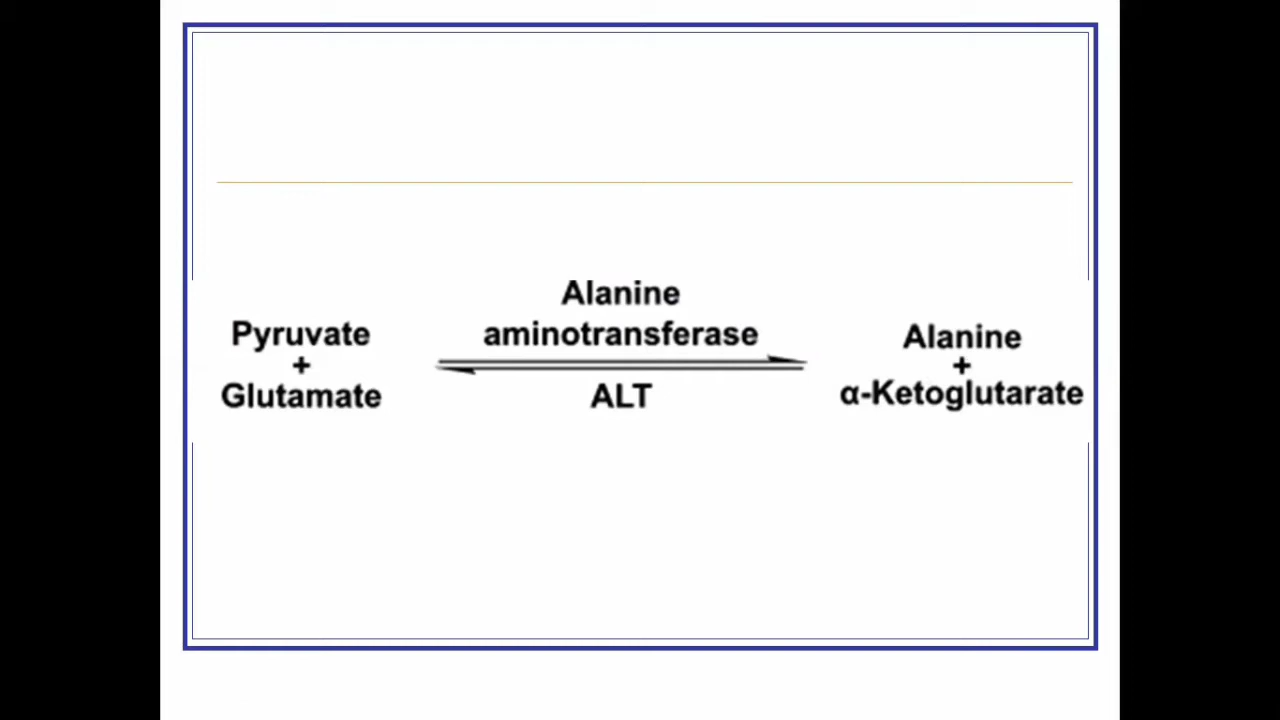 Pyruvate
+
Glutamate
Alanine
aminotransferase
ALT
Alanine
+
α-Ketoglutarate